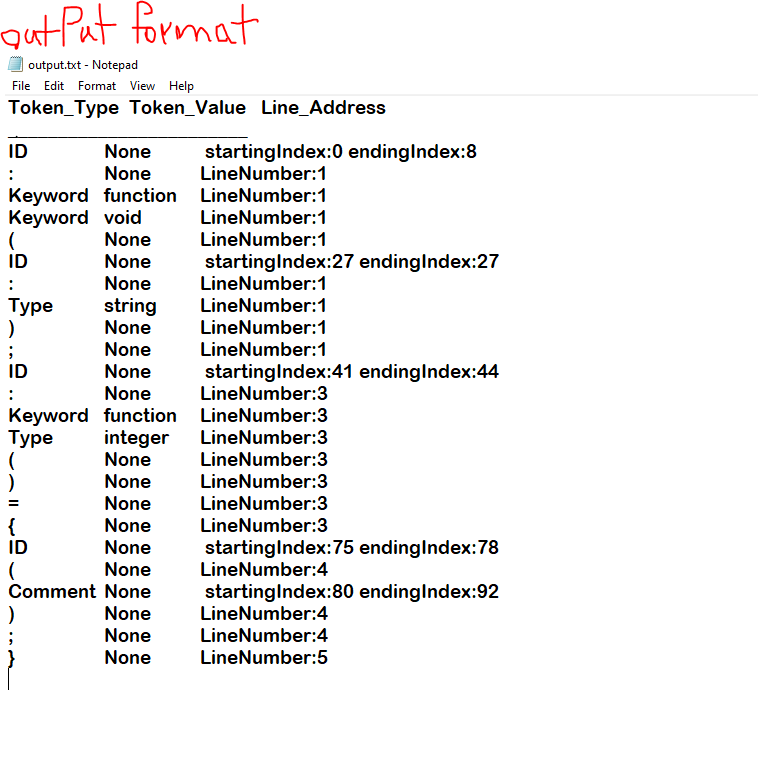 outPut format
output.txt - Notepad
File Edit Format View Help
Token_Type Token_Value Line_Address
________________________
ID None startingIndex:0 endingIndex:8
: None LineNumber:1
Keyword function LineNumber:1
Keyword void LineNumber:1
( None LineNumber:1
ID None startingIndex:27 endingIndex:27
: None LineNumber:1
Type string LineNumber:1
) None LineNumber:1
; None LineNumber:1
ID None startingIndex:41 endingIndex:44
: None LineNumber:3
Keyword function LineNumber:3
Type integer LineNumber:3
( None LineNumber:3
) None LineNumber:3
= None LineNumber:3
{ None LineNumber:3
ID None startingIndex:75 endingIndex:78
( None LineNumber:4
Comment None startingIndex:80 endingIndex:92
) None LineNumber:4
; None LineNumber:4
} None LineNumber:5